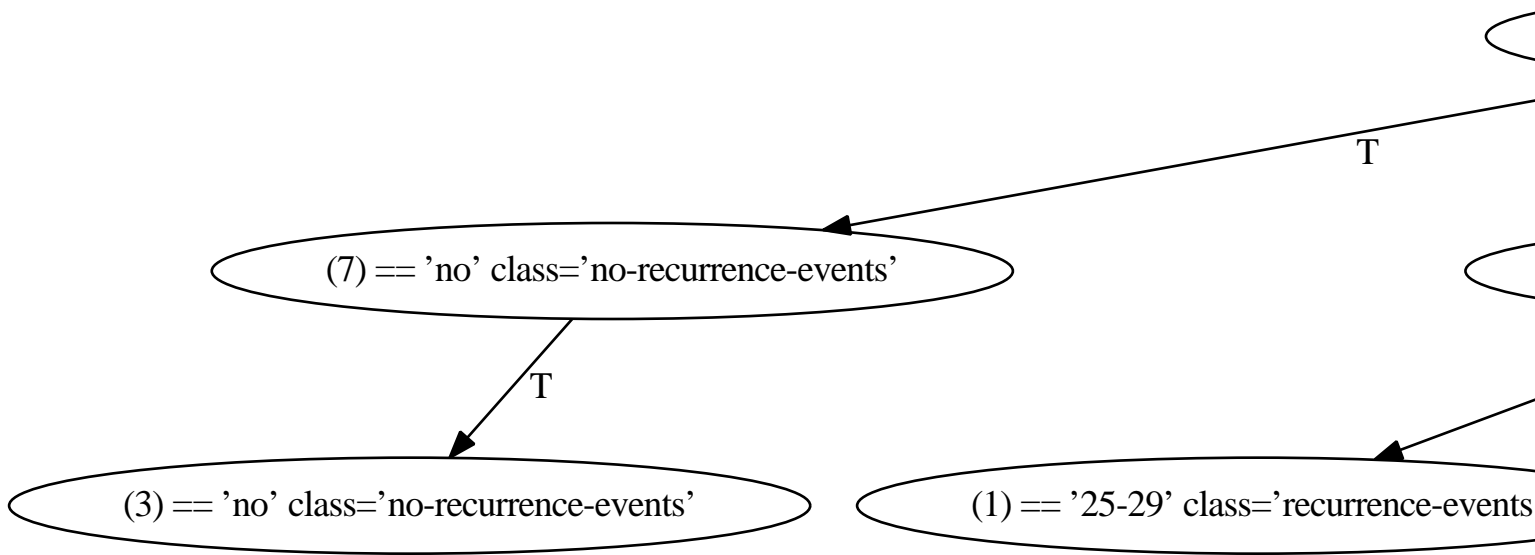 T
(7) == ’no’ class=’no-recurrence-events’
T
(3) == ’no’ class=’no-recurrence-events’
(1) == ’25-29’ class=’recurrence-events